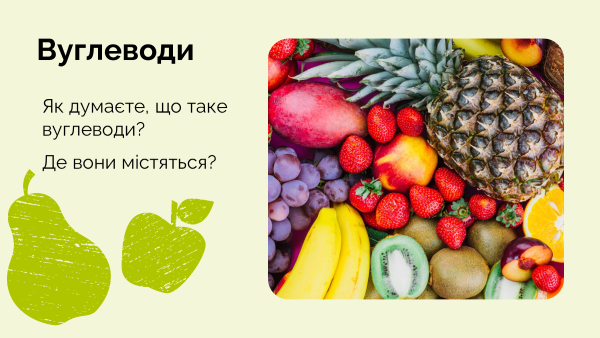 Вуглеводи
Як думаєте, що таке
вуглеводи?
Де вони містяться?